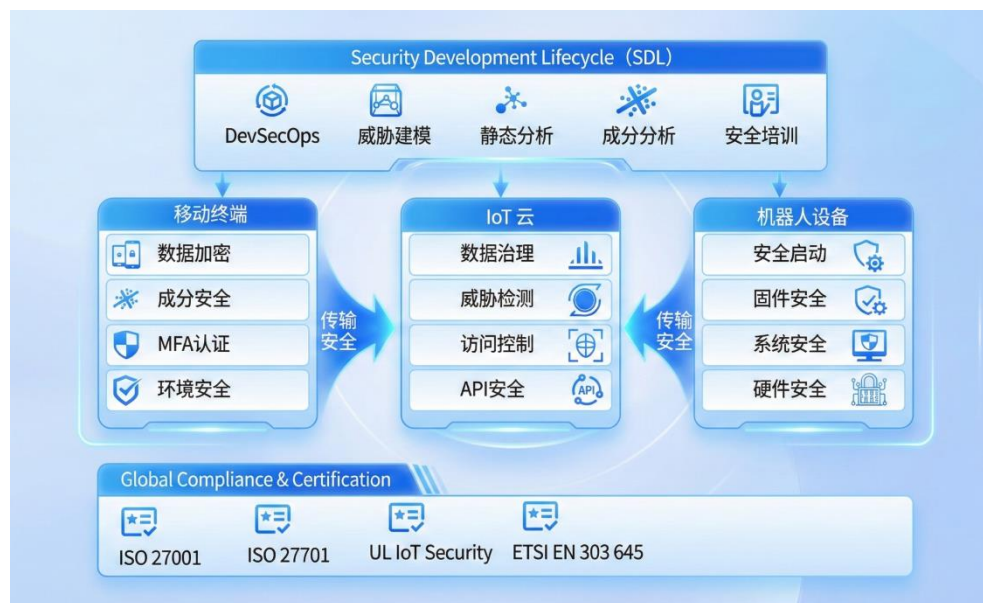 Security Development Lifecycle（SDL）
DevSecOps
威胁建模
静态分析
成分分析
安全培训
移动终端
数据加密
成分安全
MFA认证
环境安全
传输
安全
IoT 云
数据治理
威胁检测
访问控制
API安全
API
传输
安全
机器人设备
安全启动
固件安全
系统安全
硬件安全
Global Compliance & Certification
ISO 27001
ISO 27701
UL IoT Security
ETSI EN 303 645